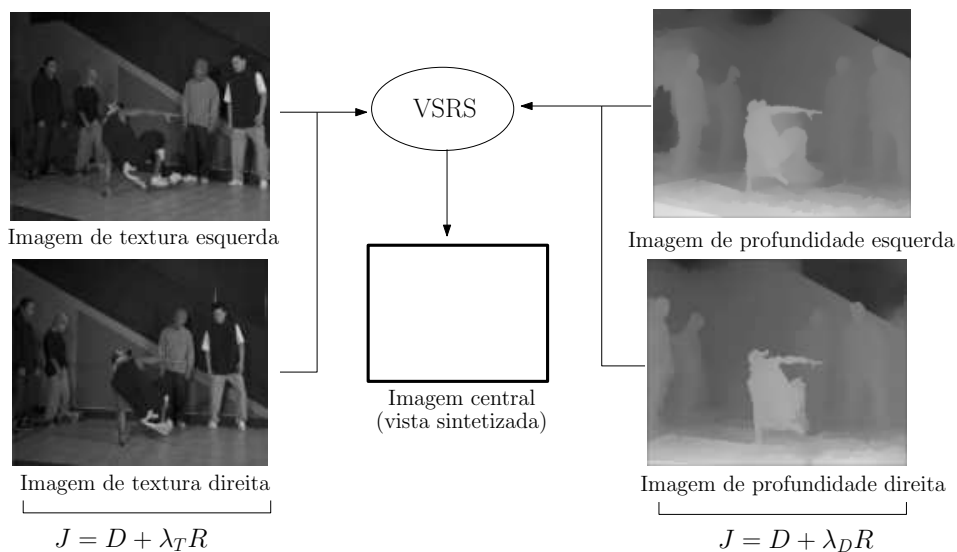 VSRS
Imagem de textura esquerda
Imagem de profundidade esquerda
Imagem central
(vista sintetizada)
Imagem de textura direita
Imagem de profundidade direita
J = D + λ_T R
J = D + λ_D R